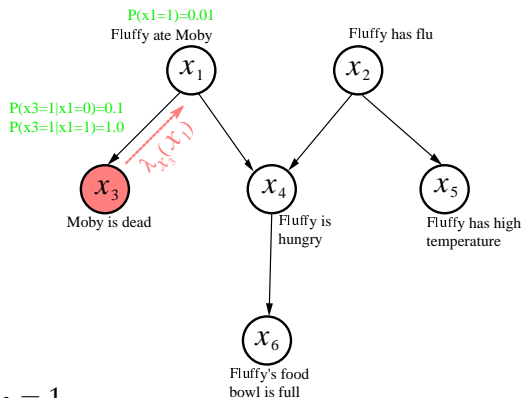 P(x1=1)=0.01
Fluffy ate Moby
Fluffy has flu
x₁
x₂
P(x3=1|x1=0)=0.1
P(x3=1|x1=1)=1.0
λx₃(x₁)
x₃
x₄
x₅
Moby is dead
Fluffy is
hungry
Fluffy has high
temperature
x₆
Fluffy's food
bowl is full
= 1